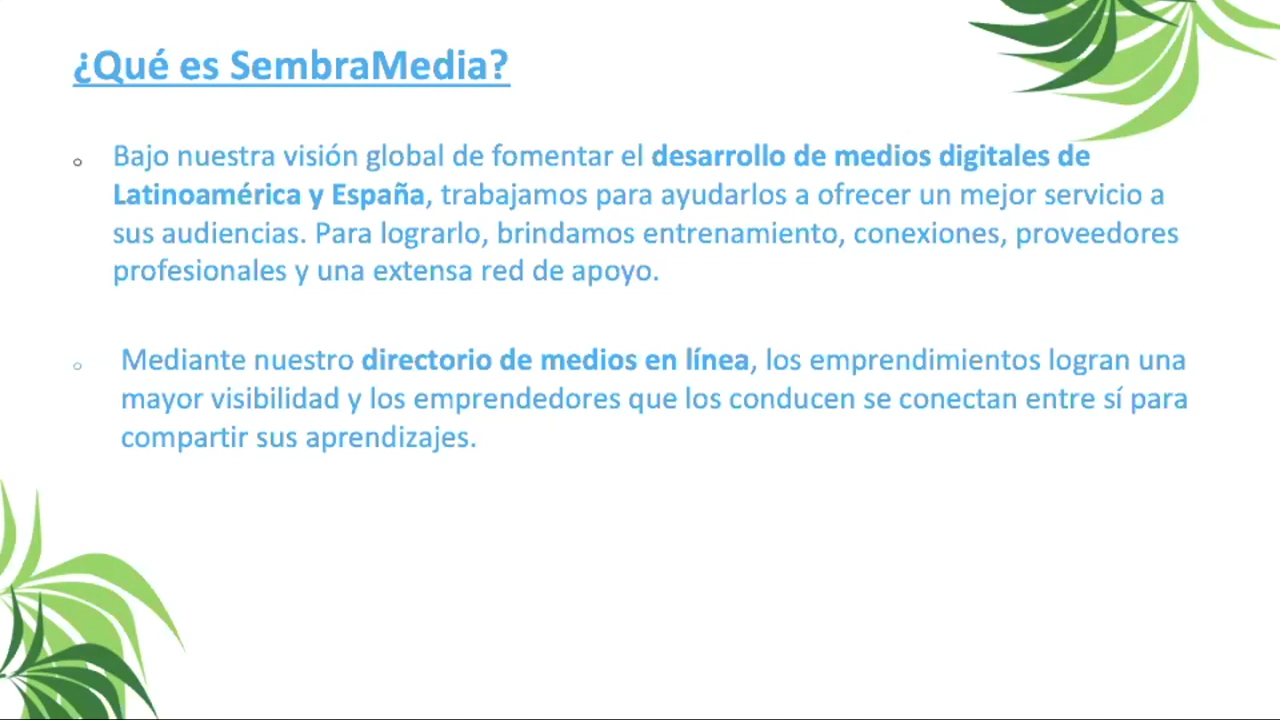 ¿Qué es SembraMedia?
Bajo nuestra visión global de fomentar el desarrollo de medios digitales de
Latinoamérica y España, trabajamos para ayudarlos a ofrecer un mejor servicio a
sus audiencias. Para lograrlo, brindamos entrenamiento, conexiones, proveedores
profesionales y una extensa red de apoyo.
Mediante nuestro directorio de medios en línea, los emprendimientos logran una
mayor visibilidad y los emprendedores que los conducen se conectan entre sí para
compartir sus aprendizajes.